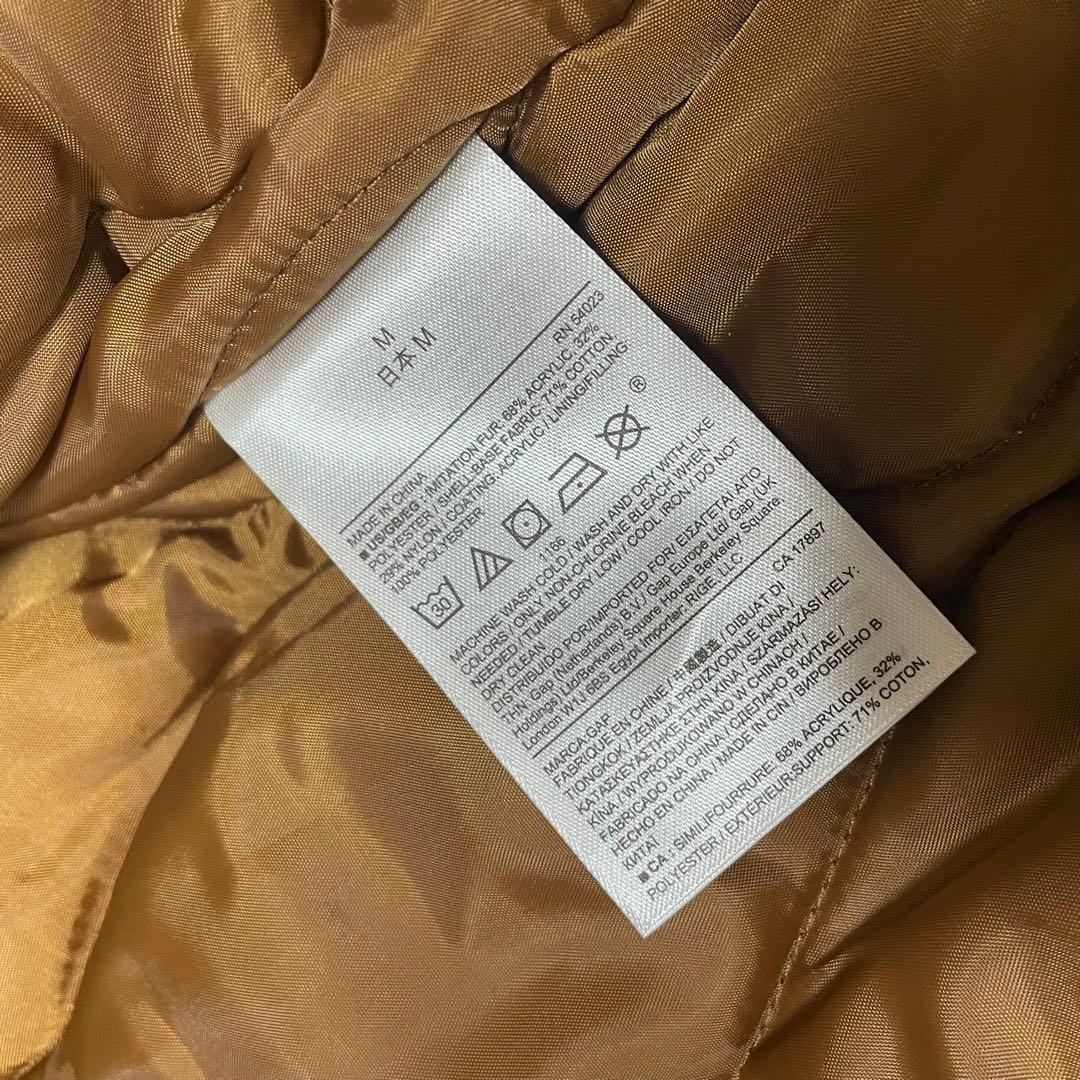 M
日本 M
MADE IN CHINA RN 54023
■ US/GB/EG : IMITATION FUR: 68% ACRYLIC, 32%
POLYESTER / SHELL-BASE FABRIC: 71% COTTON,
29% NYLON / COATING: ACRYLIC / LINING/FILLING:
100% POLYESTER
30
®
1166
MACHINE WASH COLD / WASH AND DRY WITH LIKE
COLORS / ONLY NON-CHLORINE BLEACH WHEN
NEEDED / TUMBLE DRY LOW / COOL IRON / DO NOT
DRY CLEAN
DISTRIBUIDO POR/IMPORTED FOR/ ΕΙΣΑΓΕΤΑΙ ΑΠΟ
ΤΗΝ Gap (Netherlands) B.V./ Gap Europe Ltd/ Gap (UK
Holdings) Ltd/Berkeley Square House Berkeley Square,
London W1J 6BS Egypt Importer: RIGE, LLC
MARCA·GAP CA 17897
FABRIQUÉ EN CHINE / 中國製造 / DIBUAT DI
TIONGKOK / ZEMLJA PROIZVODNJE KINA /
ΚΑΤΑΣΚΕΥΑΣΤΗΚΕ ΣΤΗΝ ΚΙΝΑ / SZÁRMAZÁSI HELY:
KÍNA / WYPRODUKOWANO W CHINACH /
FABRICADO NA CHINA / СДЕЛАНО В КИТАЕ /
HECHO EN CHINA / MADE IN CIN / ВИРОБЛЕНО В
КИТАЇ
■ CA : SIMILIFOURRURE: 68% ACRYLIQUE, 32%
POLYESTER / EXTÉRIEUR-SUPPORT: 71% COTON,